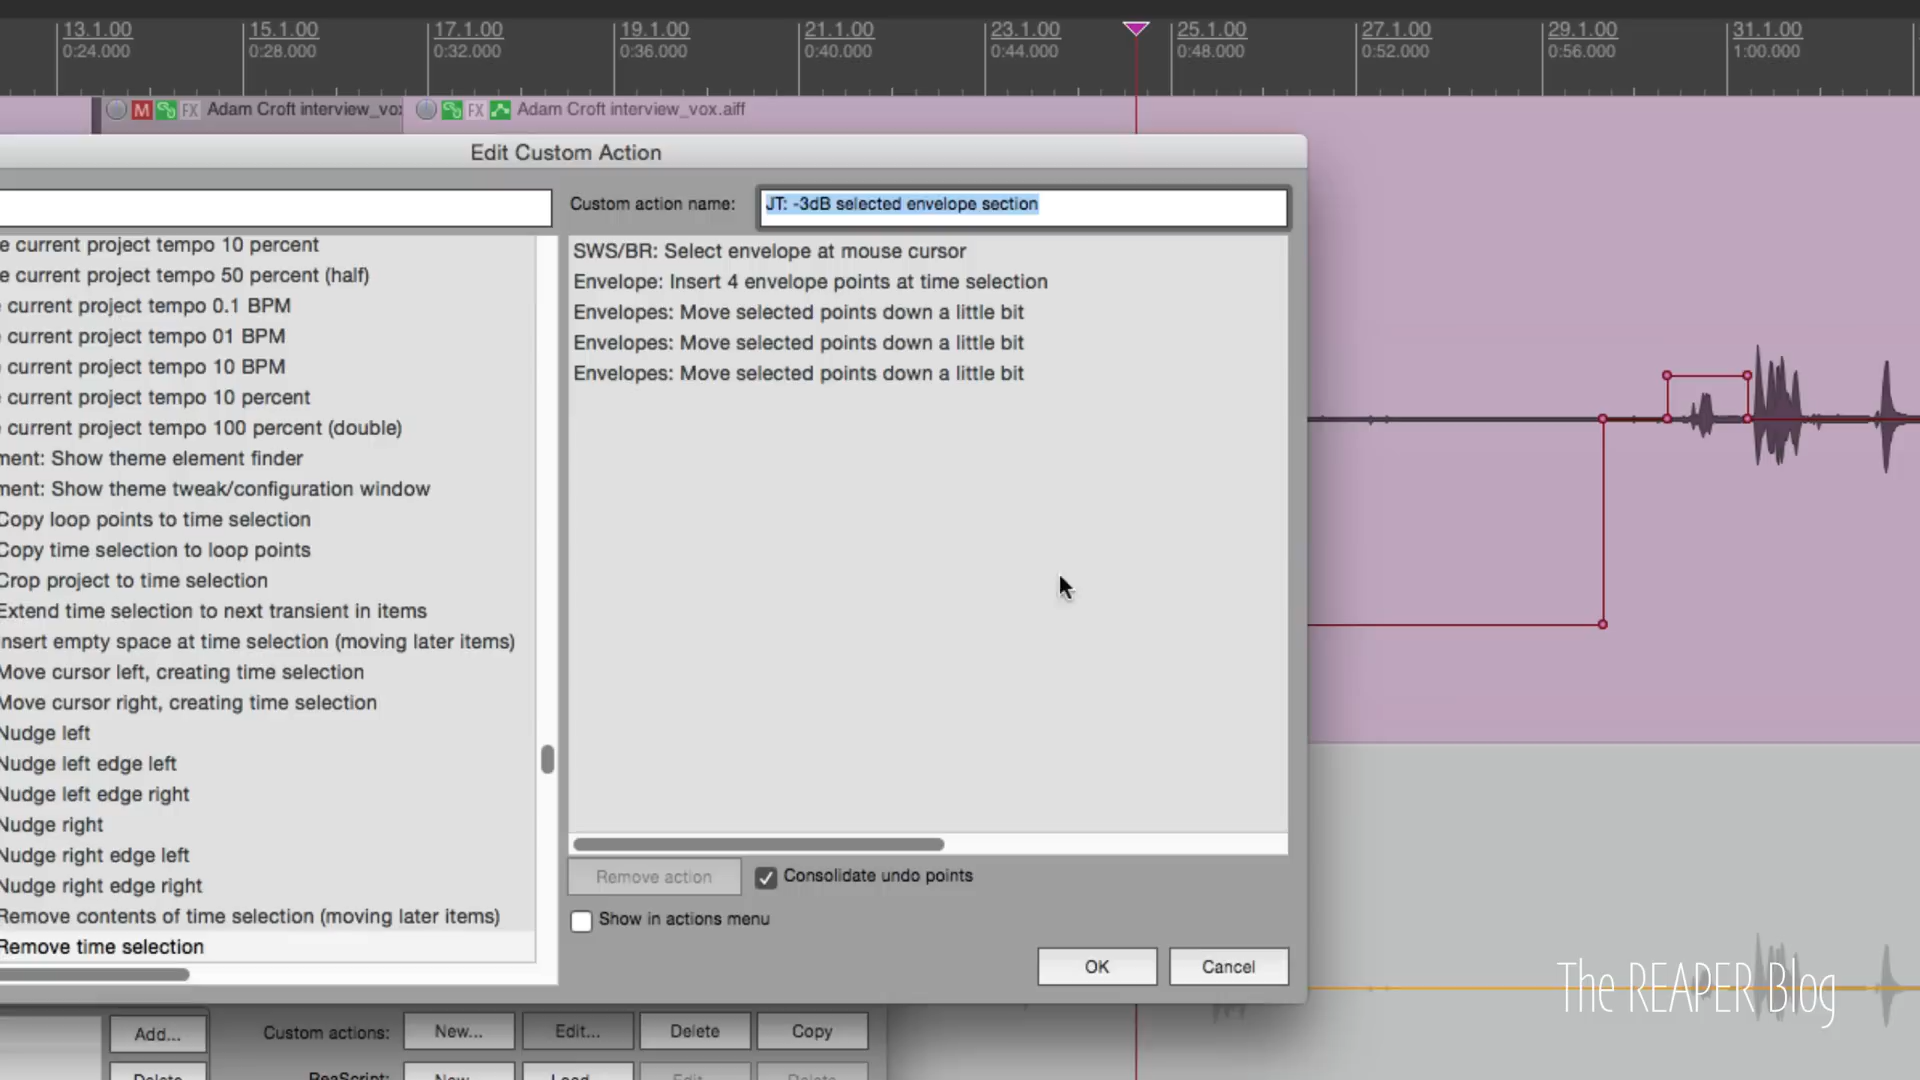 13.1.00 15.1.00 17.1.00 19.1.00 21.1.00 23.1.00 25.1.00 27.1.00 29.1.00 31.1.00
0:24.000 0:28.000 0:32.000 0:36.000 0:40.000 0:44.000 0:48.000 0:52.000 0:56.000 1:00.000
M FX Adam Croft interview_vox FX Adam Croft interview_vox.aiff
Edit Custom Action
Custom action name: JT: -3dB selected envelope section
e current project tempo 10 percent
e current project tempo 50 percent (half)
current project tempo 0.1 BPM
current project tempo 01 BPM
current project tempo 10 BPM
current project tempo 10 percent
current project tempo 100 percent (double)
ment: Show theme element finder
ment: Show theme tweak/configuration window
Copy loop points to time selection
Copy time selection to loop points
Crop project to time selection
Extend time selection to next transient in items
nsert empty space at time selection (moving later items)
Move cursor left, creating time selection
Move cursor right, creating time selection
Nudge left
Nudge left edge left
Nudge left edge right
Nudge right
Nudge right edge left
Nudge right edge right
Remove contents of time selection (moving later items)
Remove time selection
SWS/BR: Select envelope at mouse cursor
Envelope: Insert 4 envelope points at time selection
Envelopes: Move selected points down a little bit
Envelopes: Move selected points down a little bit
Envelopes: Move selected points down a little bit
Remove action Consolidate undo points
Show in actions menu
OK Cancel
Add... Custom actions: New... Edit... Delete Copy
Delete ReaScript: New... Load... Edit... Delete
The REAPER Blog